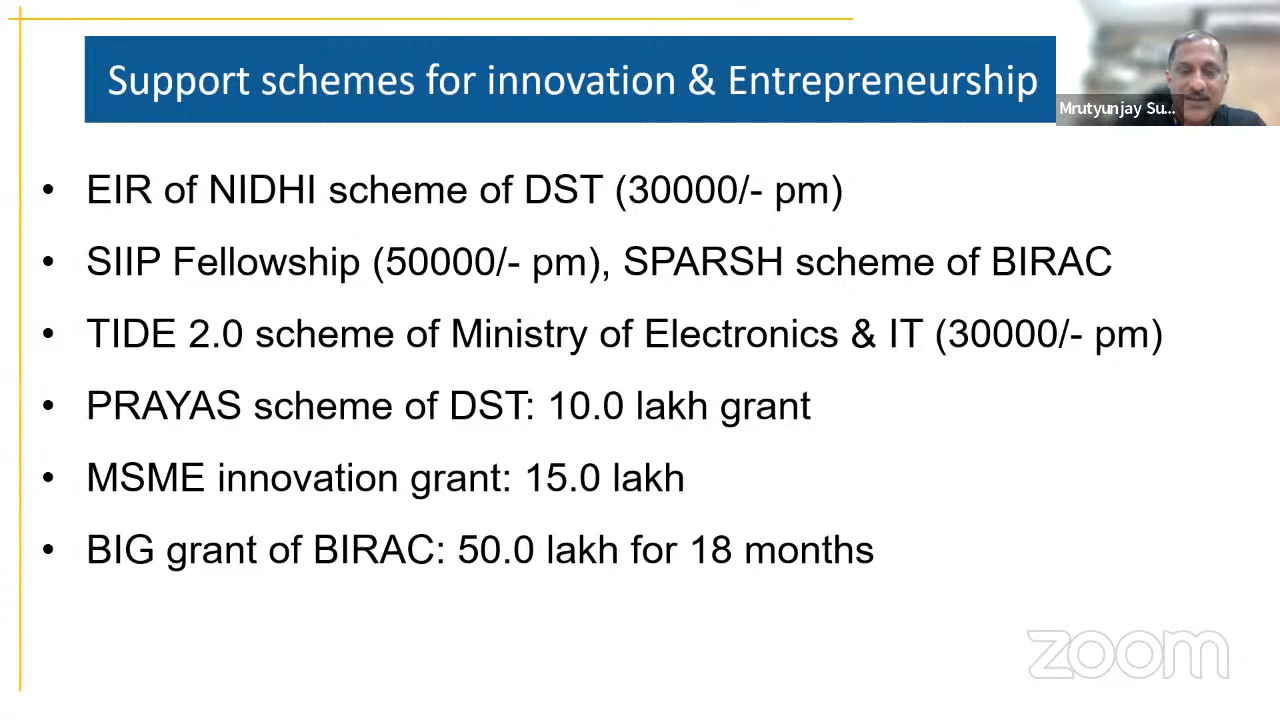 Support schemes for innovation & Entrepreneurship
Mrutyunjay Su...
• EIR of NIDHI scheme of DST (30000/- pm)
• SIIP Fellowship (50000/- pm), SPARSH scheme of BIRAC
• TIDE 2.0 scheme of Ministry of Electronics & IT (30000/- pm)
• PRAYAS scheme of DST: 10.0 lakh grant
• MSME innovation grant: 15.0 lakh
• BIG grant of BIRAC: 50.0 lakh for 18 months
zoom